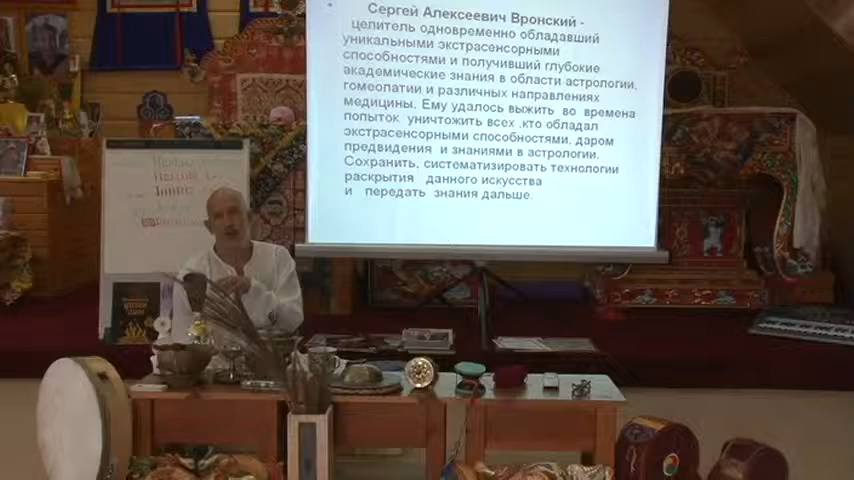 Сергей Алексеевич Вронский -
целитель одновременно обладавший
уникальными экстрасенсорными
способностями и получивший глубокие
академические знания в области астрологии,
гомеопатии и различных направлениях
медицины. Ему удалось выжить во времена
попыток уничтожить всех ,кто обладал
экстрасенсорными способностями, даром
предвидения и знаниями в астрологии.
Сохранить, систематизировать технологии
раскрытия данного искусства
и передать знания дальше.